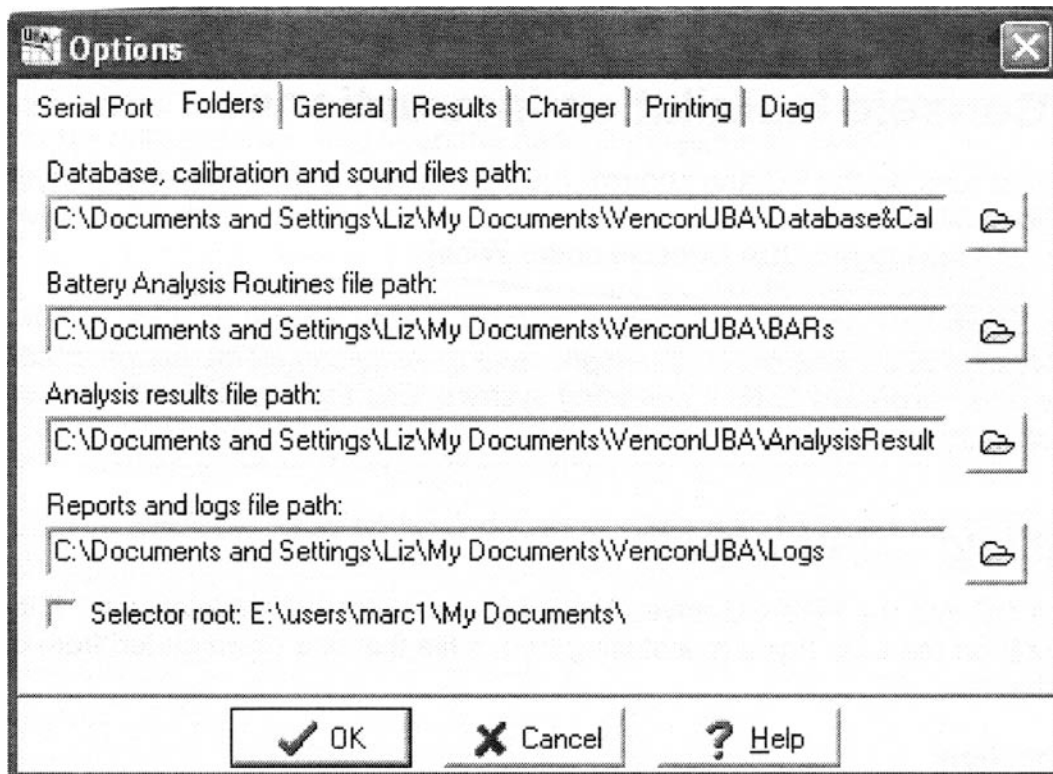 UBA Options
Serial Port Folders General Results Charger Printing Diag
Database, calibration and sound files path:
C:\Documents and Settings\Liz\My Documents\VenconUBA\Database&Cal
Battery Analysis Routines file path:
C:\Documents and Settings\Liz\My Documents\VenconUBA\BARs
Analysis results file path:
C:\Documents and Settings\Liz\My Documents\VenconUBA\AnalysisResult
Reports and logs file path:
C:\Documents and Settings\Liz\My Documents\VenconUBA\Logs
Selector root: E:\users\marc1\My Documents\
OK Cancel Help